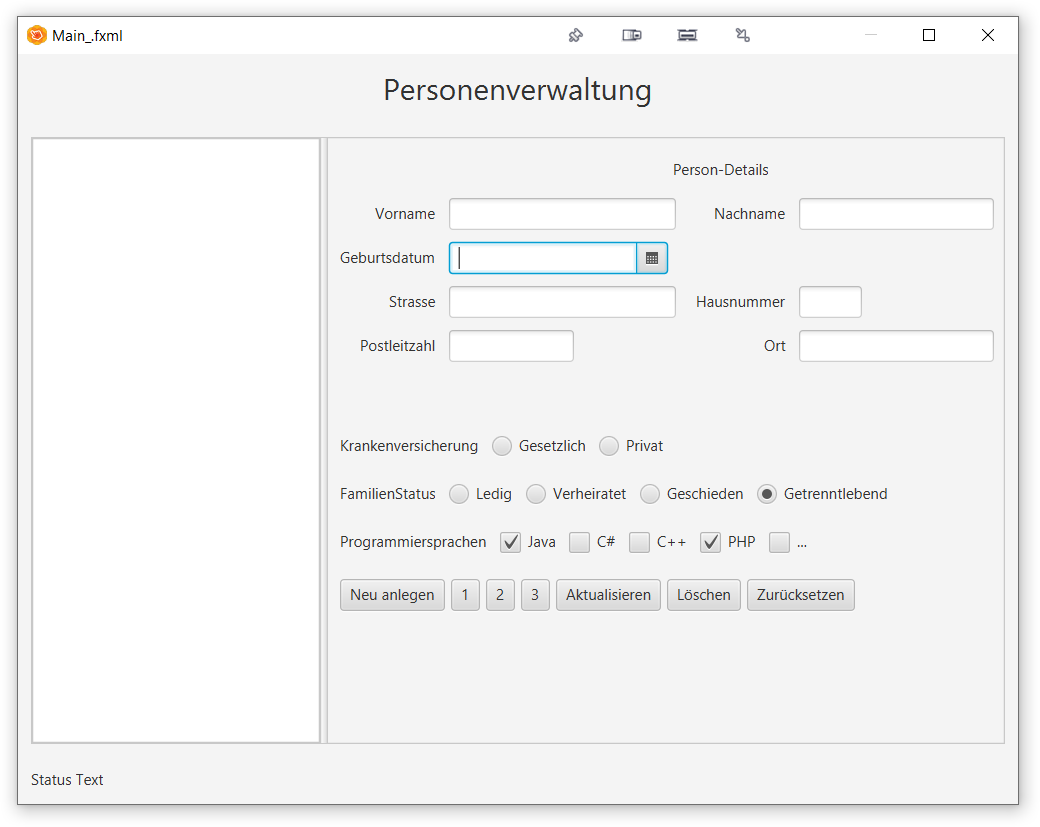 Main_.fxml
Personenverwaltung
Person-Details
Vorname Nachname
Geburtsdatum
Strasse Hausnummer
Postleitzahl Ort
Krankenversicherung Gesetzlich Privat
FamilienStatus Ledig Verheiratet Geschieden Getrenntlebend
Programmiersprachen Java C# C++ PHP ...
Neu anlegen 1 2 3 Aktualisieren Löschen Zurücksetzen
Status Text